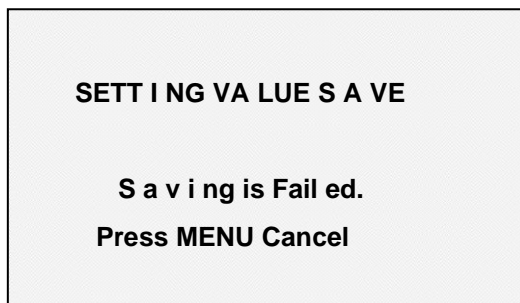 SETT I NG VA LUE S A VE
S a v i ng is Fail ed.
Press MENU Cancel